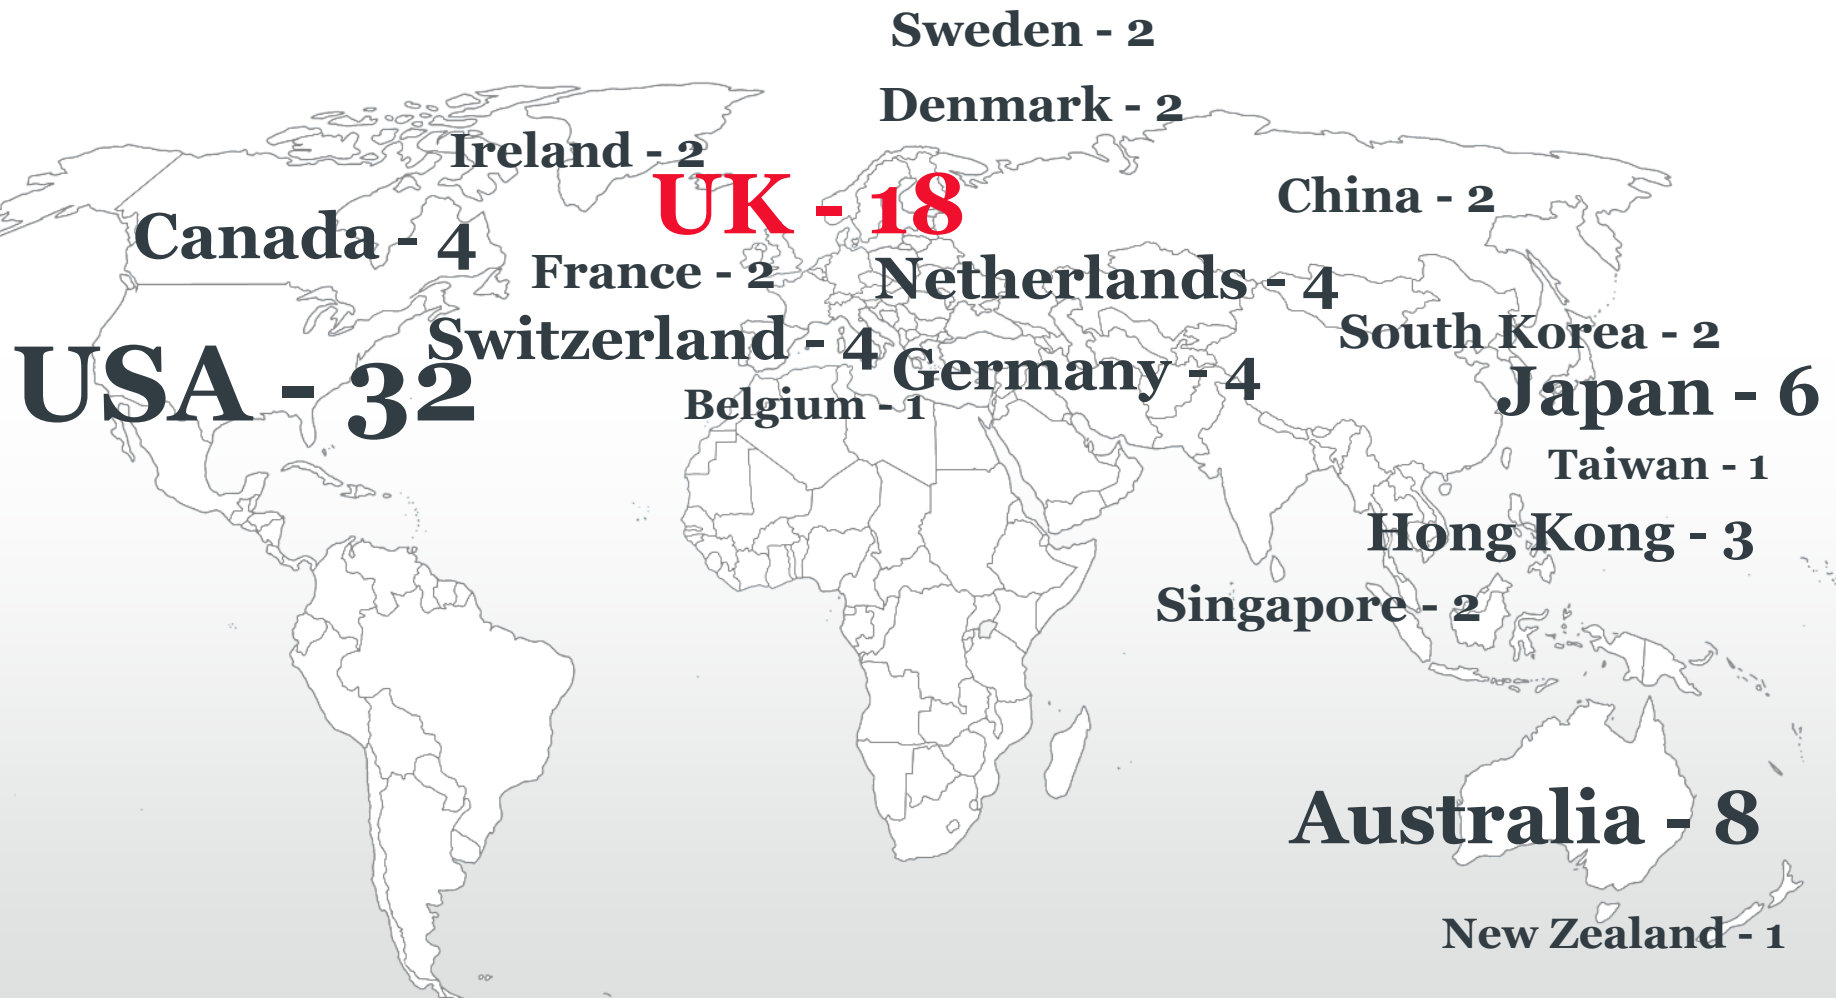 Sweden - 2
Denmark - 2
Ireland - 2
UK - 18
China - 2
Canada - 4
France - 2
Netherlands - 4
Switzerland - 4
South Korea - 2
USA - 32
Germany - 4
Japan - 6
Belgium - 1
Taiwan - 1
Hong Kong - 3
Singapore - 2
Australia - 8
New Zealand - 1